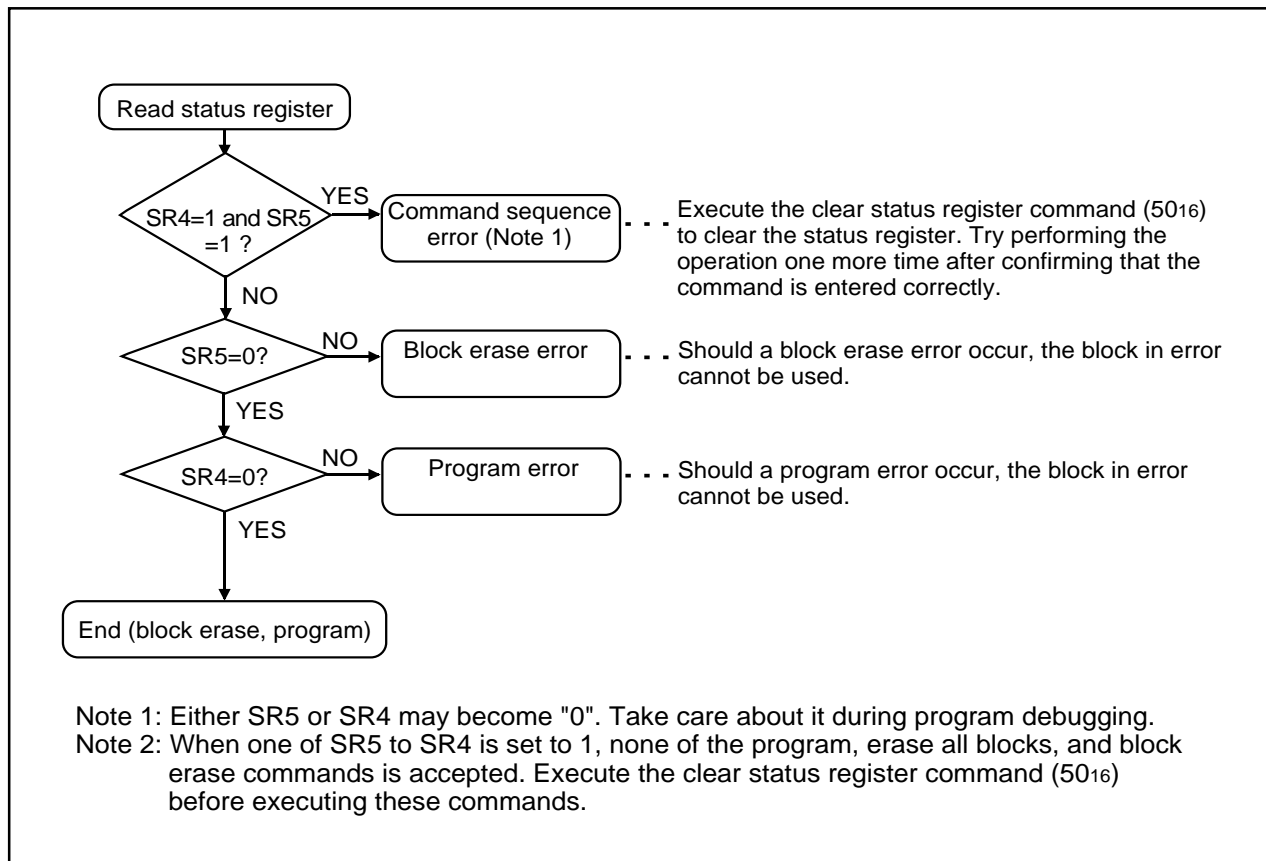 Read status register
SR4=1 and SR5
=1 ?
YES
Command sequence
error (Note 1)
Execute the clear status register command (5016)
to clear the status register. Try performing the
operation one more time after confirming that the
command is entered correctly.
NO
SR5=0?
NO
Block erase error
Should a block erase error occur, the block in error
cannot be used.
YES
SR4=0?
NO
Program error
Should a program error occur, the block in error
cannot be used.
YES
End (block erase, program)
Note 1: Either SR5 or SR4 may become "0". Take care about it during program debugging.
Note 2: When one of SR5 to SR4 is set to 1, none of the program, erase all blocks, and block
erase commands is accepted. Execute the clear status register command (5016)
before executing these commands.